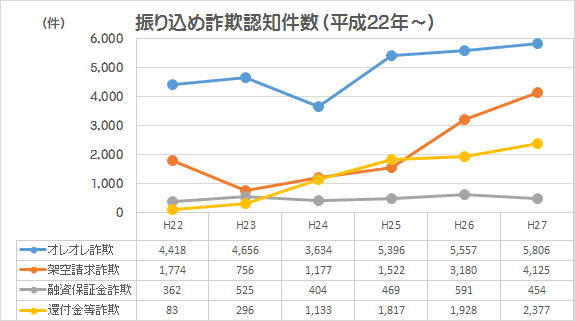 (件)
振り込め詐欺認知件数(平成22年～)
6,000
5,000
4,000
3,000
2,000
1,000
0
H22 H23 H24 H25 H26 H27
オレオレ詐欺 4,418 4,656 3,634 5,396 5,557 5,806
架空請求詐欺 1,774 756 1,177 1,522 3,180 4,125
融資保証金詐欺 362 525 404 469 591 454
還付金等詐欺 83 296 1,133 1,817 1,928 2,377